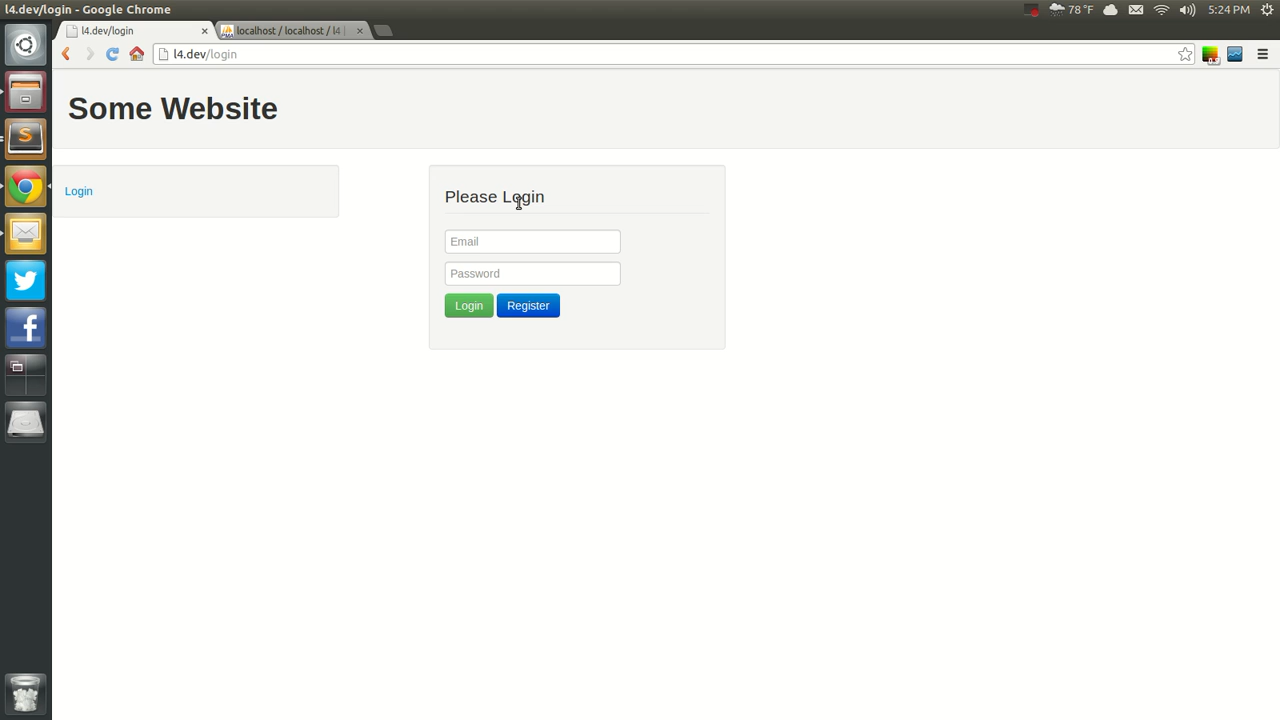 l4.dev/login - Google Chrome
78 °F
5:24 PM
l4.dev/login
localhost / localhost / l4 |
l4.dev/login
Some Website
Login
Please Login
Email
Password
Login Register